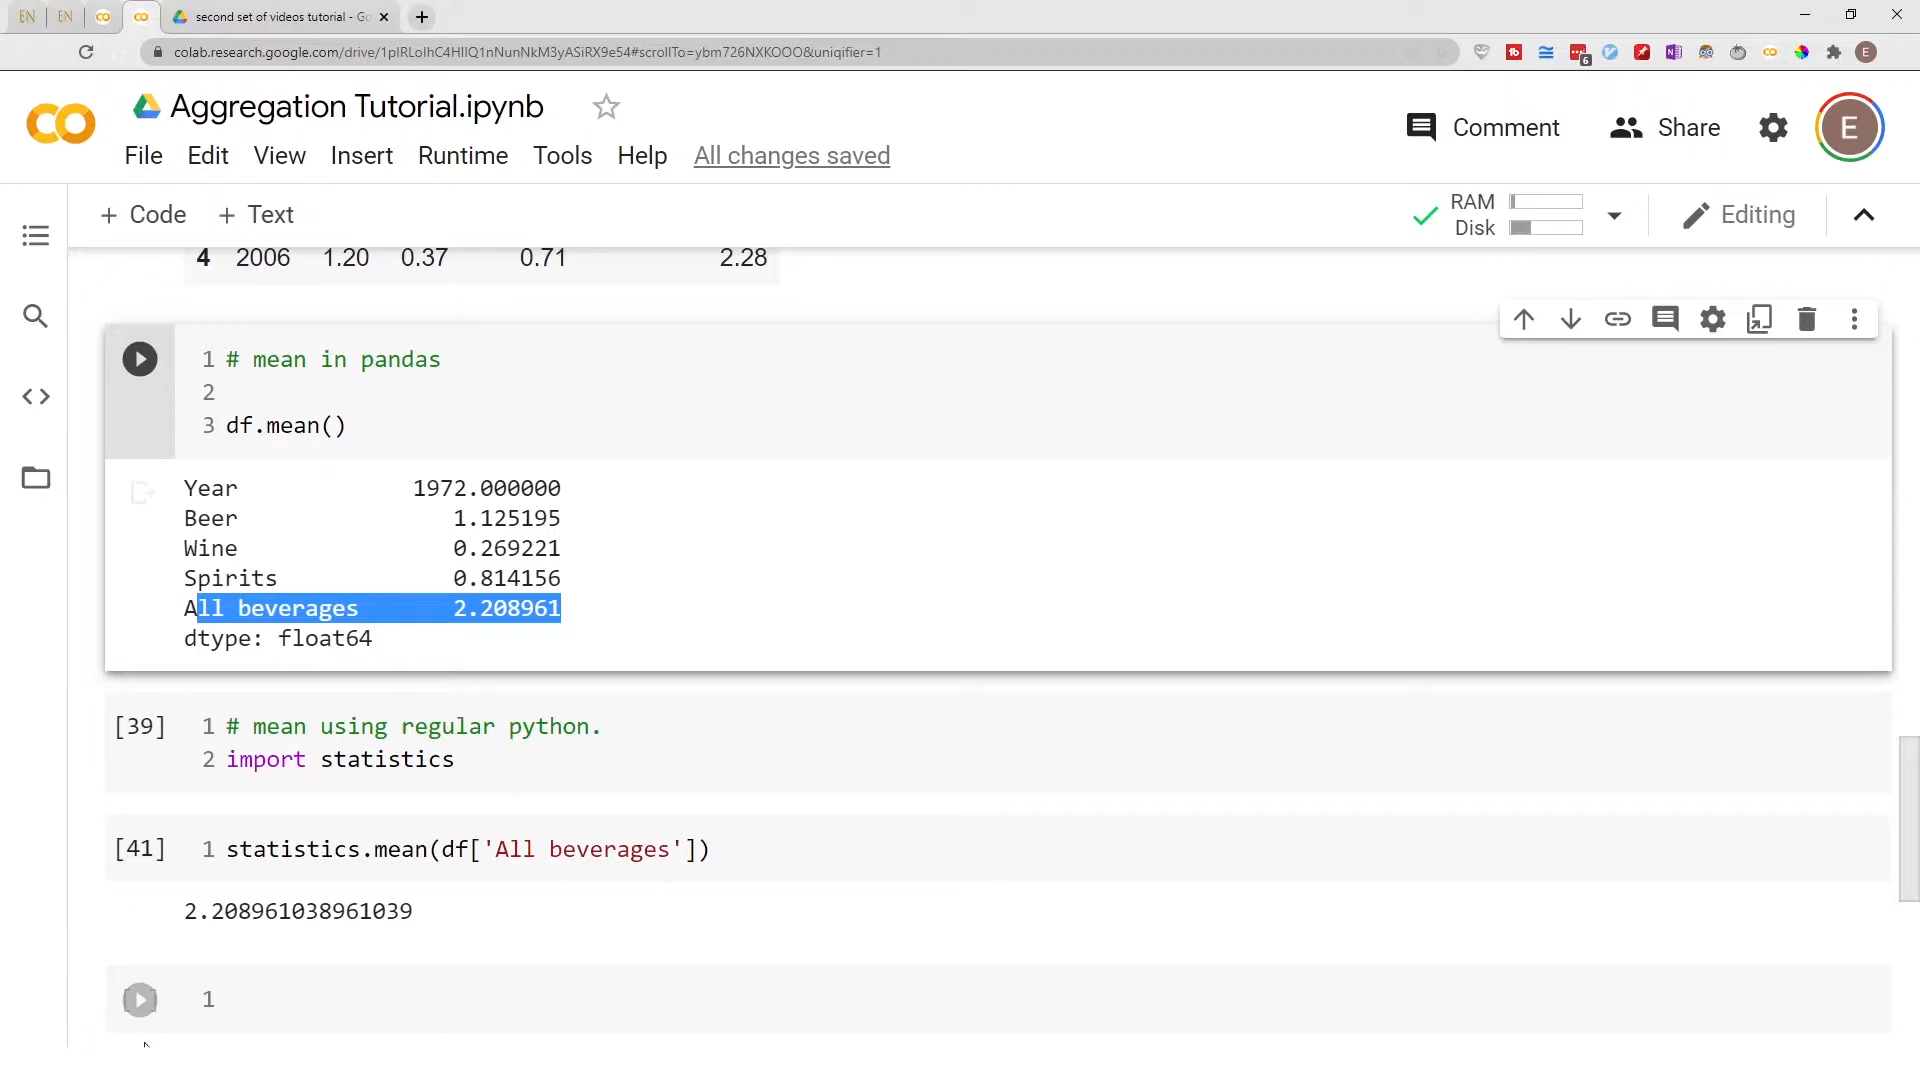 EN EN second set of videos tutorial - Go
colab.research.google.com/drive/1pIRLoIhC4HIlQ1nNunNkM3yASiRX9e54#scrollTo=ybm726NXKOOO&uniqifier=1
6
E
Aggregation Tutorial.ipynb
Comment Share E
File Edit View Insert Runtime Tools Help All changes saved
+ Code + Text RAM Disk Editing
4 2006 1.20 0.37 0.71 2.28
1 # mean in pandas
2
3 df.mean()
Year 1972.000000
Beer 1.125195
Wine 0.269221
Spirits 0.814156
All beverages 2.208961
dtype: float64
[39] 1 # mean using regular python.
2 import statistics
[41] 1 statistics.mean(df['All beverages'])
2.208961038961039
1